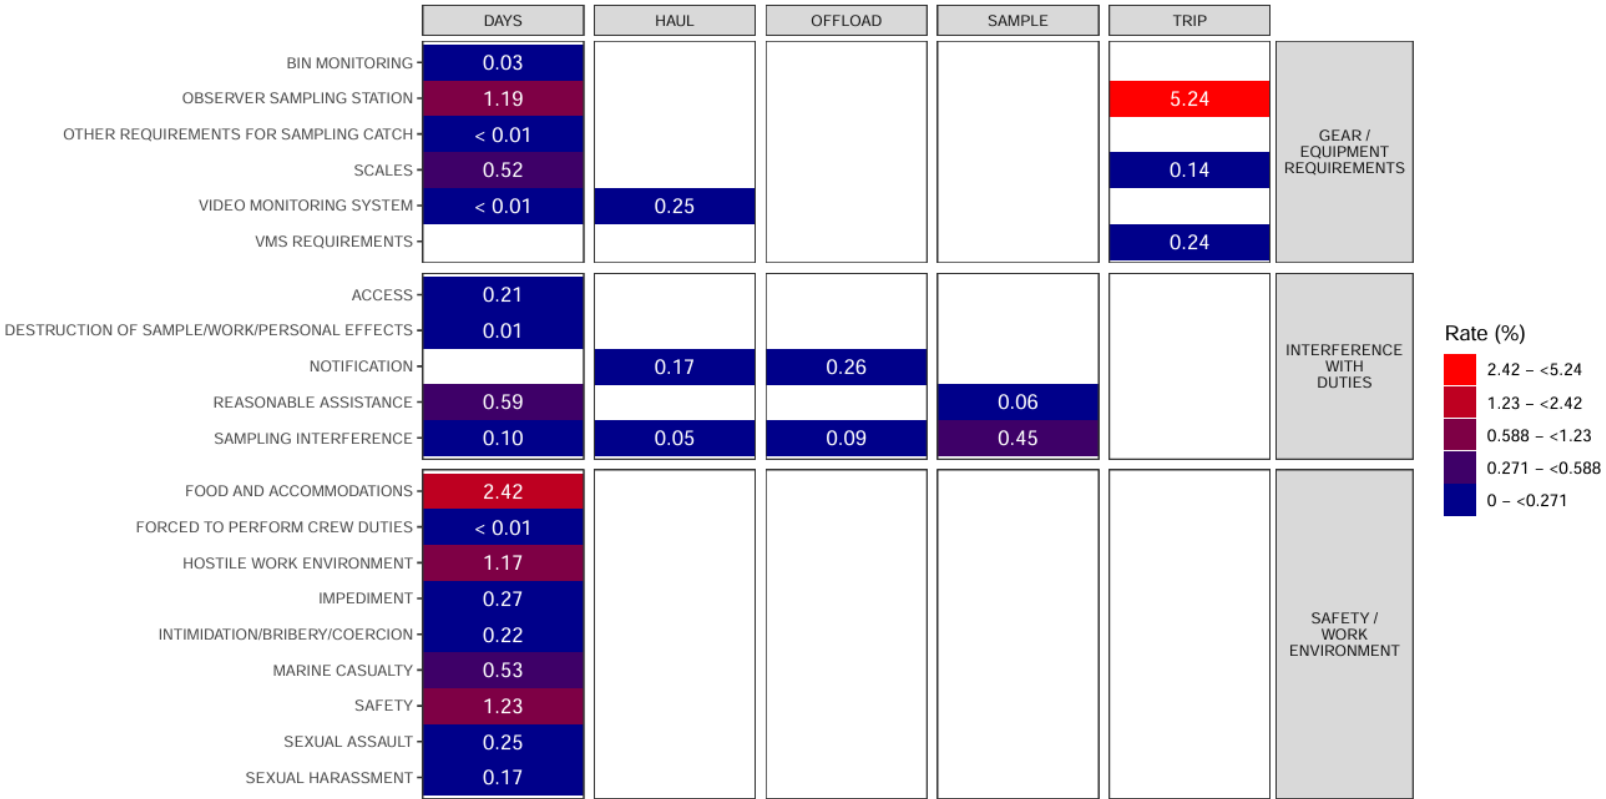 DAYS HAUL OFFLOAD SAMPLE TRIP
BIN MONITORING 0.03
OBSERVER SAMPLING STATION 1.19 5.24
OTHER REQUIREMENTS FOR SAMPLING CATCH < 0.01
SCALES 0.52 0.14
VIDEO MONITORING SYSTEM < 0.01 0.25
VMS REQUIREMENTS 0.24
GEAR /
EQUIPMENT
REQUIREMENTS
ACCESS 0.21
DESTRUCTION OF SAMPLE/WORK/PERSONAL EFFECTS 0.01
NOTIFICATION 0.17 0.26
REASONABLE ASSISTANCE 0.59 0.06
SAMPLING INTERFERENCE 0.10 0.05 0.09 0.45
INTERFERENCE
WITH
DUTIES
FOOD AND ACCOMMODATIONS 2.42
FORCED TO PERFORM CREW DUTIES < 0.01
HOSTILE WORK ENVIRONMENT 1.17
IMPEDIMENT 0.27
INTIMIDATION/BRIBERY/COERCION 0.22
MARINE CASUALTY 0.53
SAFETY 1.23
SEXUAL ASSAULT 0.25
SEXUAL HARASSMENT 0.17
SAFETY /
WORK
ENVIRONMENT
Rate (%)
2.42 – <5.24
1.23 – <2.42
0.588 – <1.23
0.271 – <0.588
0 – <0.271